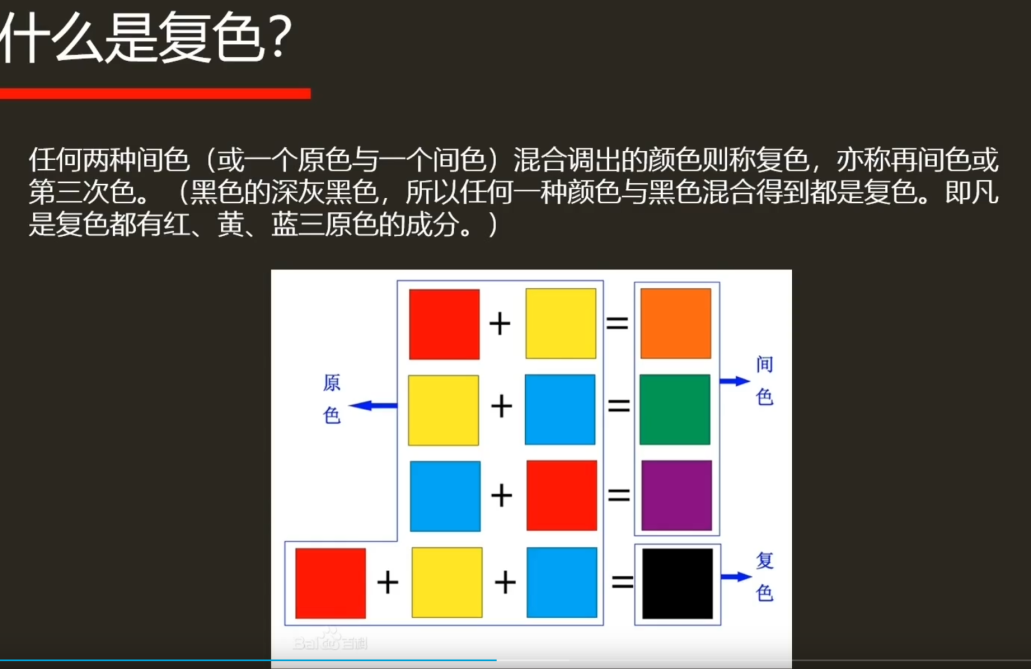 什么是复色?
任何两种间色（或一个原色与一个间色）混合调出的颜色则称复色，亦称再间色或
第三次色。（黑色的深灰黑色，所以任何一种颜色与黑色混合得到都是复色。即凡
是复色都有红、黄、蓝三原色的成分。）
+ =
间色
原色
+ =
+ =
+ + =
复色
Baidu百科